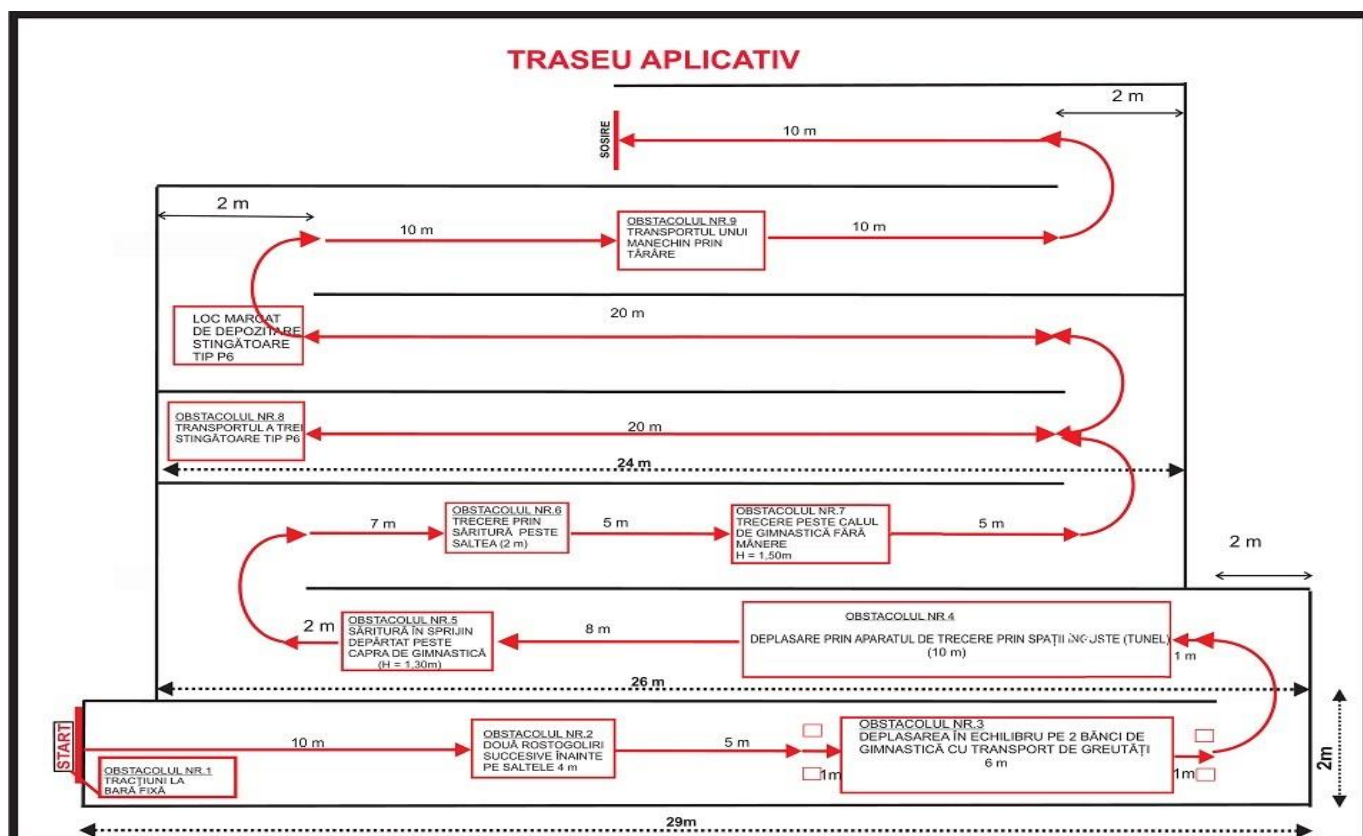 TRASEU APLICATIV
2 m
SOSIRE
10 m
2 m
10 m
OBSTACOLUL NR.9
TRANSPORTUL UNUI
MANECHIN PRIN
TÂRÂRE
10 m
LOC MARCAT
DE DEPOZITARE
STINGĂTOARE
TIP P6
20 m
OBSTACOLUL NR.8
TRANSPORTUL A TREI
STINGĂTOARE TIP P6
20 m
24 m
7 m
OBSTACOLUL NR.6
TRECERE PRIN
SĂRITURĂ PESTE
SALTEA (2 m)
5 m
OBSTACOLUL NR.7
TRECERE PESTE CALUL
DE GIMNASTICĂ FĂRĂ
MÂNERE
H = 1,50m
5 m
2 m
2 m
OBSTACOLUL NR.5
SĂRITURĂ ÎN SPRIJIN
DEPĂRTAT PESTE
CAPRA DE GIMNASTICĂ
(H = 1,30m)
8 m
OBSTACOLUL NR.4
DEPLASARE PRIN APARATUL DE TRECERE PRIN SPAȚII ÎNGUSTE (TUNEL)
(10 m)
1 m
26 m
START
10 m
OBSTACOLUL NR.1
TRACȚIUNI LA
BARĂ FIXĂ
OBSTACOLUL NR.2
DOUĂ ROSTOGOLIRI
SUCCESIVE ÎNAINTE
PE SALTELE 4 m
5 m
1m
OBSTACOLUL NR.3
DEPLASAREA ÎN ECHILIBRU PE 2 BĂNCI DE
GIMNASTICĂ CU TRANSPORT DE GREUTĂȚI
6 m
1m
2m
29m